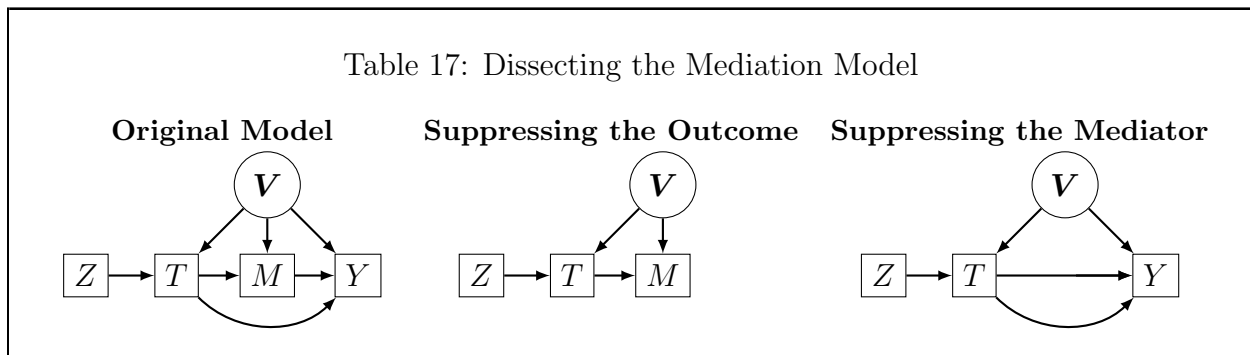 Table 17: Dissecting the Mediation Model
Original Model Suppressing the Outcome Suppressing the Mediator
V V V
Z T M Y Z T M Z T Y